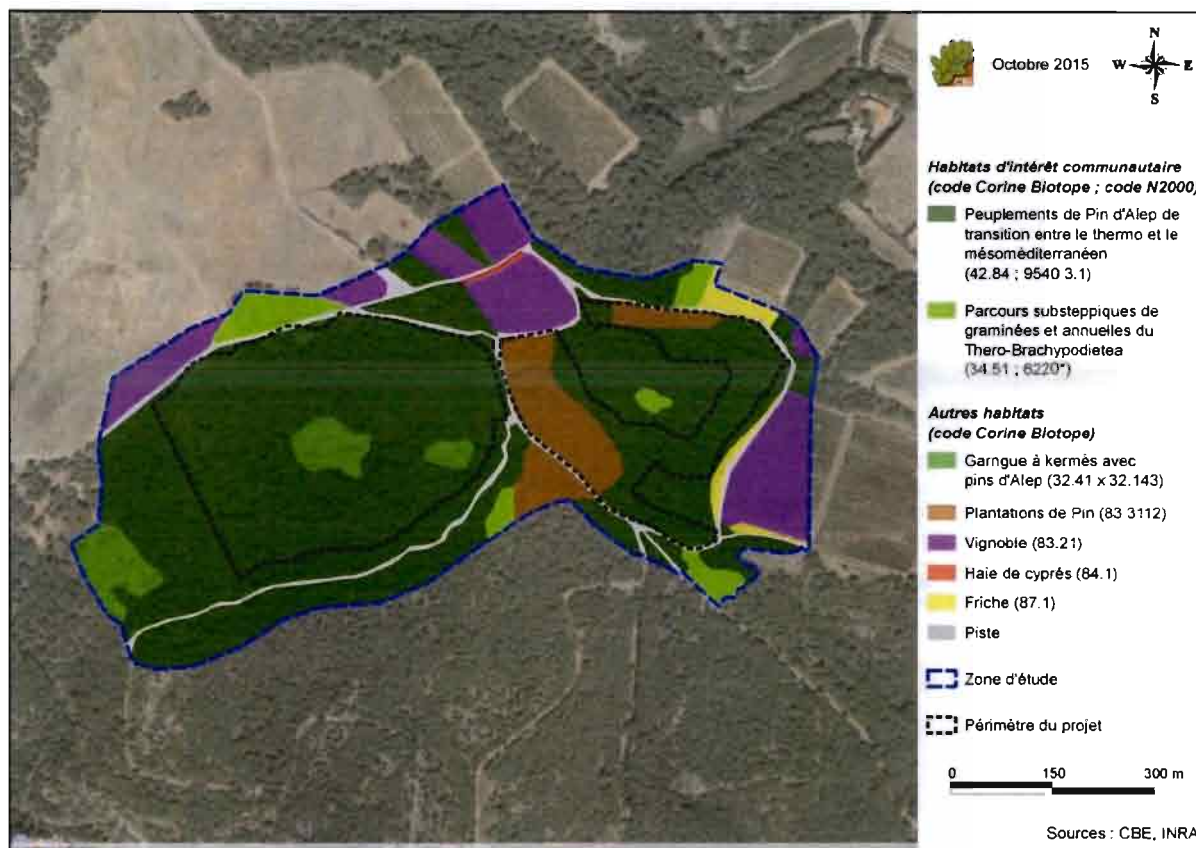 Octobre 2015
N
W
E
S
Habitats d'intérêt communautaire
(code Corine Biotope ; code N2000)
Peuplements de Pin d'Alep de
transition entre le thermo et le
mésoméditerranéen
(42.84 ; 9540 3.1)
Parcours substeppiques de
graminées et annuelles du
Thero-Brachypodietea
(34.51 ; 6220*)
Autres habitats
(code Corine Biotope)
Garrigue à kermès avec
pins d'Alep (32.41 x 32.143)
Plantations de Pin (83 3112)
Vignoble (83.21)
Haie de cyprés (84.1)
Friche (87.1)
Piste
Zone d'étude
Périmètre du projet
0 150 300 m
Sources : CBE, INRA